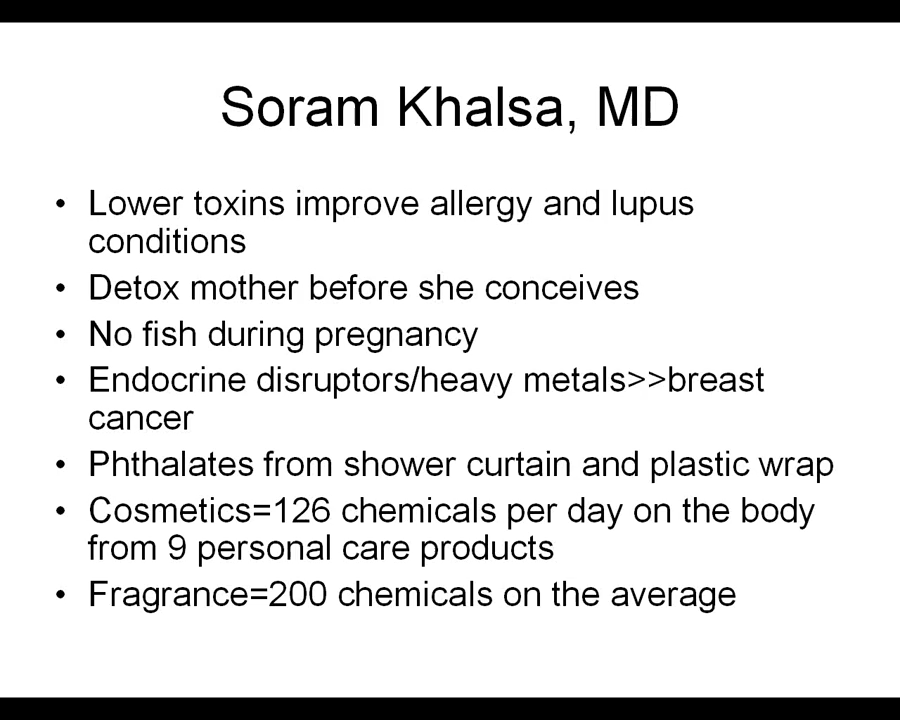 Soram Khalsa, MD
• Lower toxins improve allergy and lupus
conditions
• Detox mother before she conceives
• No fish during pregnancy
• Endocrine disruptors/heavy metals>>breast
cancer
• Phthalates from shower curtain and plastic wrap
• Cosmetics=126 chemicals per day on the body
from 9 personal care products
• Fragrance=200 chemicals on the average